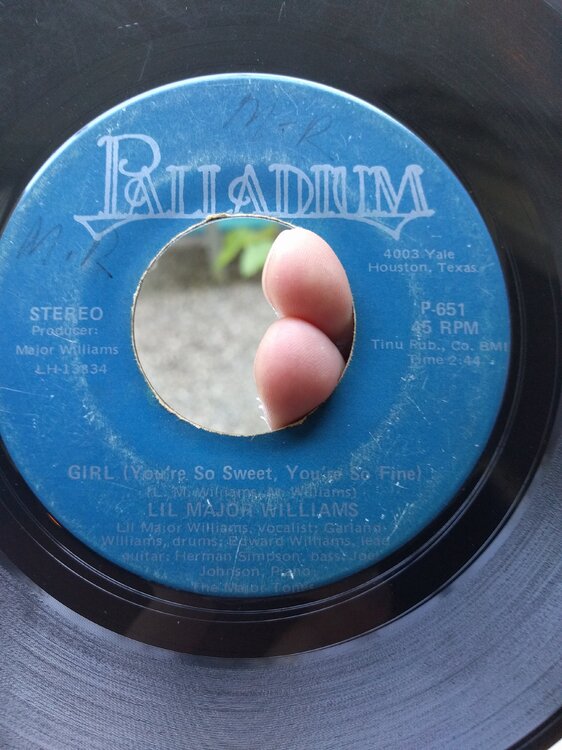 M.R
PALLADIUM
M.R
4003 Yale
Houston, Texas
STEREO
Producer:
Major Williams
LH-13834
P-651
45 RPM
Tinu Pub., Co. BMI
Time 2:44
GIRL (You're So Sweet, You're So Fine)
(L. M. Williams, Williams)
LIL MAJOR WILLIAMS
Lil Major Williams, vocalist; Garland
Williams, drums; Edward Williams, lead
guitar: Herman Simpson, bass: Joe
Johnson, Piano
The Major Tones